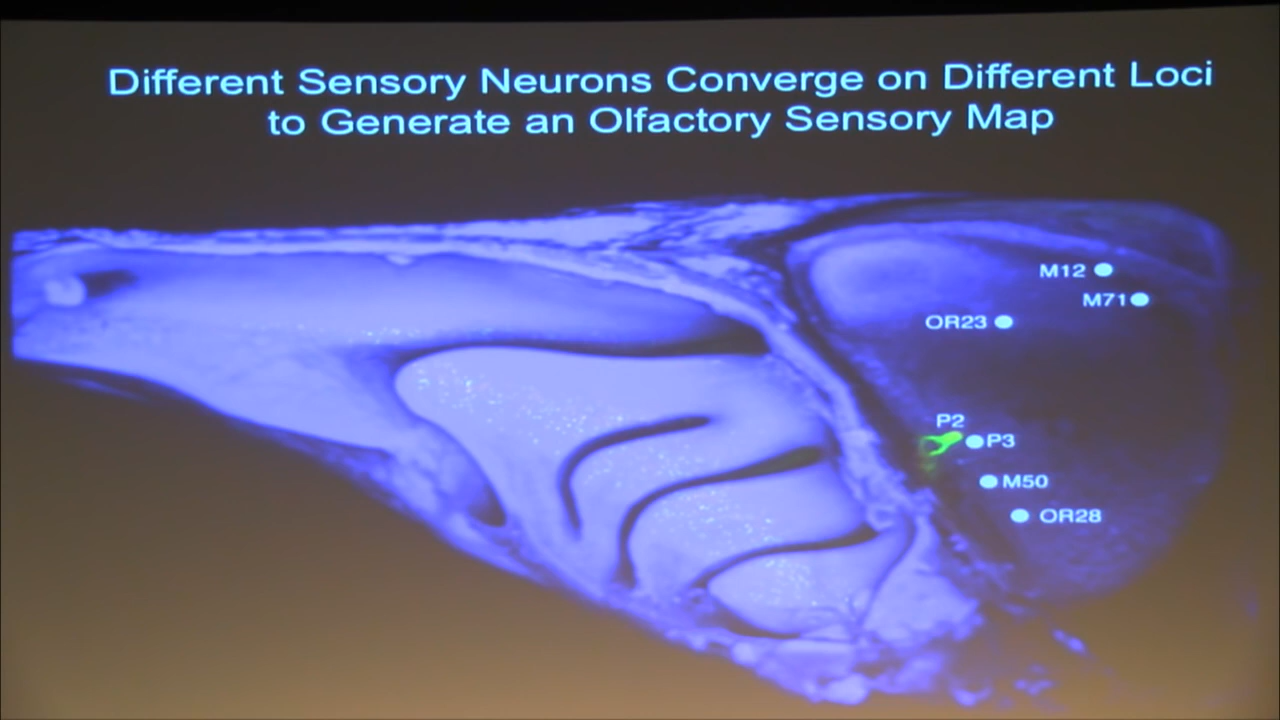 Different Sensory Neurons Converge on Different Loci
to Generate an Olfactory Sensory Map
M12
M71
OR23
P2
P3
M50
OR28